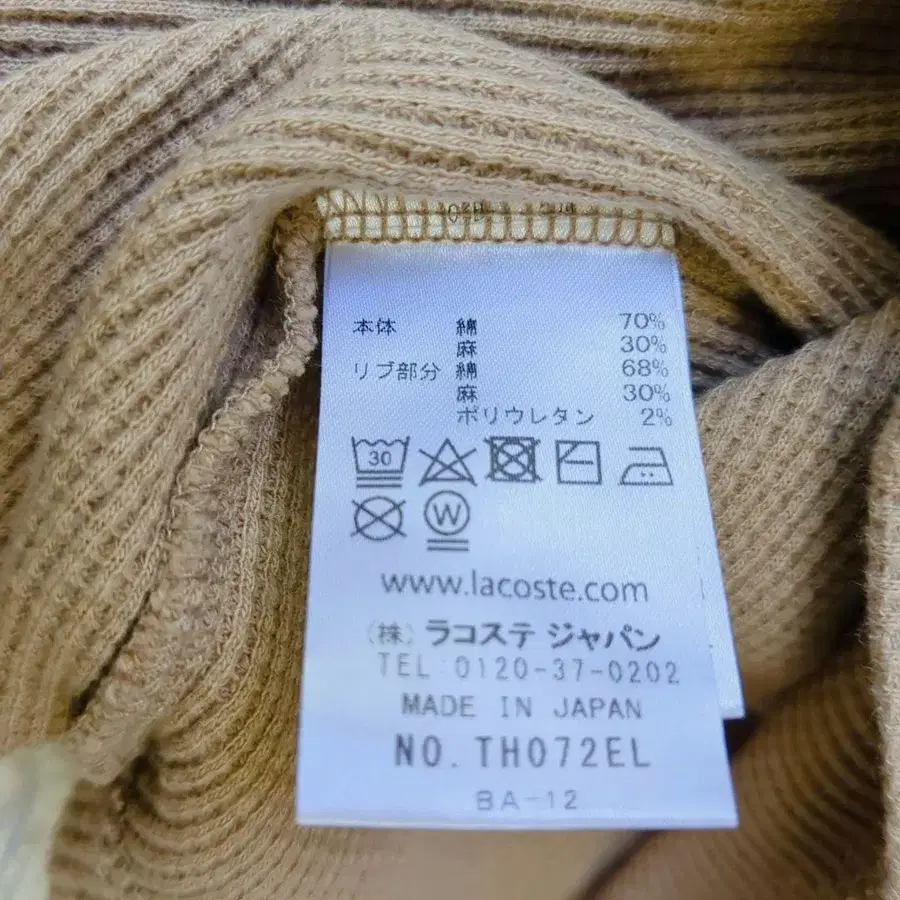 本体 綿 70%
麻 30%
リブ部分 綿 68%
麻 30%
ポリウレタン 2%
30
W
www.lacoste.com
(株) ラコステ ジャパン
TEL:0120-37-0202
MADE IN JAPAN
NO.TH072EL
BA-12